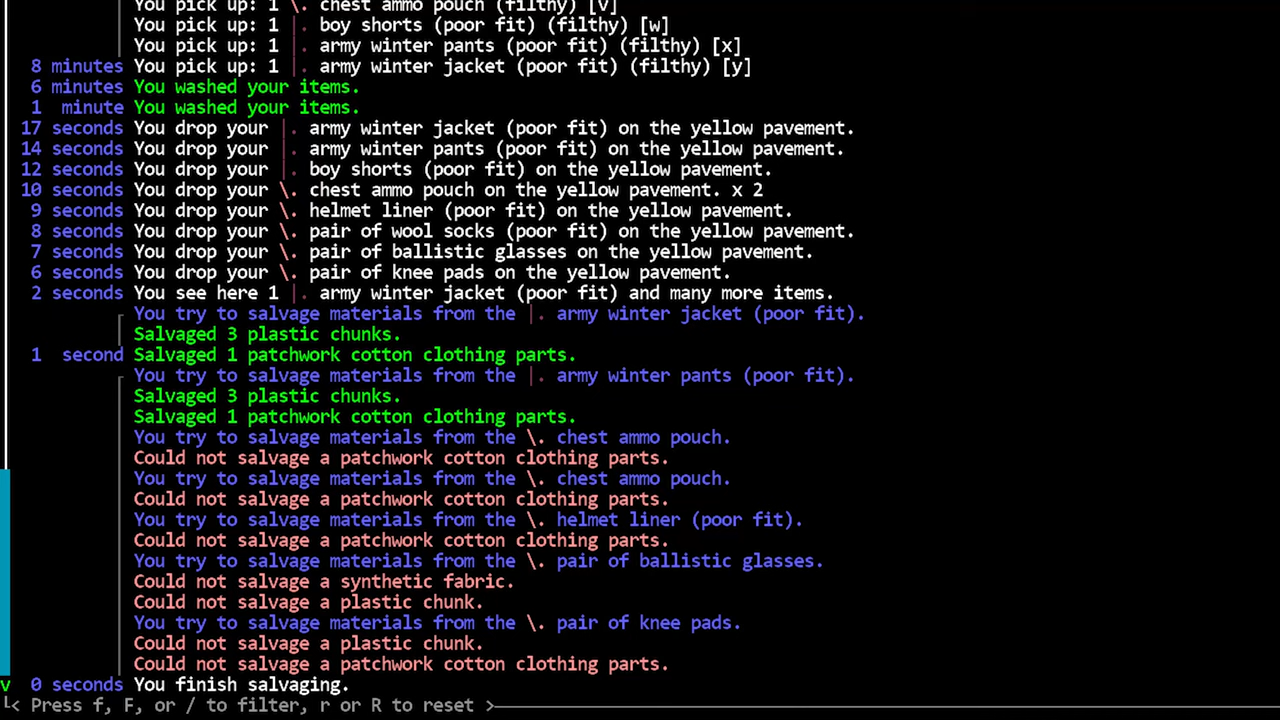 You pick up: 1 \. chest ammo pouch (filthy) [v]
You pick up: 1 |. boy shorts (poor fit) (filthy) [w]
You pick up: 1 |. army winter pants (poor fit) (filthy) [x]
8 minutes You pick up: 1 |. army winter jacket (poor fit) (filthy) [y]
6 minutes You washed your items.
1 minute You washed your items.
17 seconds You drop your |. army winter jacket (poor fit) on the yellow pavement.
14 seconds You drop your |. army winter pants (poor fit) on the yellow pavement.
12 seconds You drop your |. boy shorts (poor fit) on the yellow pavement.
10 seconds You drop your \. chest ammo pouch on the yellow pavement. x 2
9 seconds You drop your \. helmet liner (poor fit) on the yellow pavement.
8 seconds You drop your \. pair of wool socks (poor fit) on the yellow pavement.
7 seconds You drop your \. pair of ballistic glasses on the yellow pavement.
6 seconds You drop your \. pair of knee pads on the yellow pavement.
2 seconds You see here 1 |. army winter jacket (poor fit) and many more items.
You try to salvage materials from the |. army winter jacket (poor fit).
Salvaged 3 plastic chunks.
1 second Salvaged 1 patchwork cotton clothing parts.
You try to salvage materials from the |. army winter pants (poor fit).
Salvaged 3 plastic chunks.
Salvaged 1 patchwork cotton clothing parts.
You try to salvage materials from the \. chest ammo pouch.
Could not salvage a patchwork cotton clothing parts.
You try to salvage materials from the \. chest ammo pouch.
Could not salvage a patchwork cotton clothing parts.
You try to salvage materials from the \. helmet liner (poor fit).
Could not salvage a patchwork cotton clothing parts.
You try to salvage materials from the \. pair of ballistic glasses.
Could not salvage a synthetic fabric.
Could not salvage a plastic chunk.
You try to salvage materials from the \. pair of knee pads.
Could not salvage a plastic chunk.
Could not salvage a patchwork cotton clothing parts.
v 0 seconds You finish salvaging.
< Press f, F, or / to filter, r or R to reset >